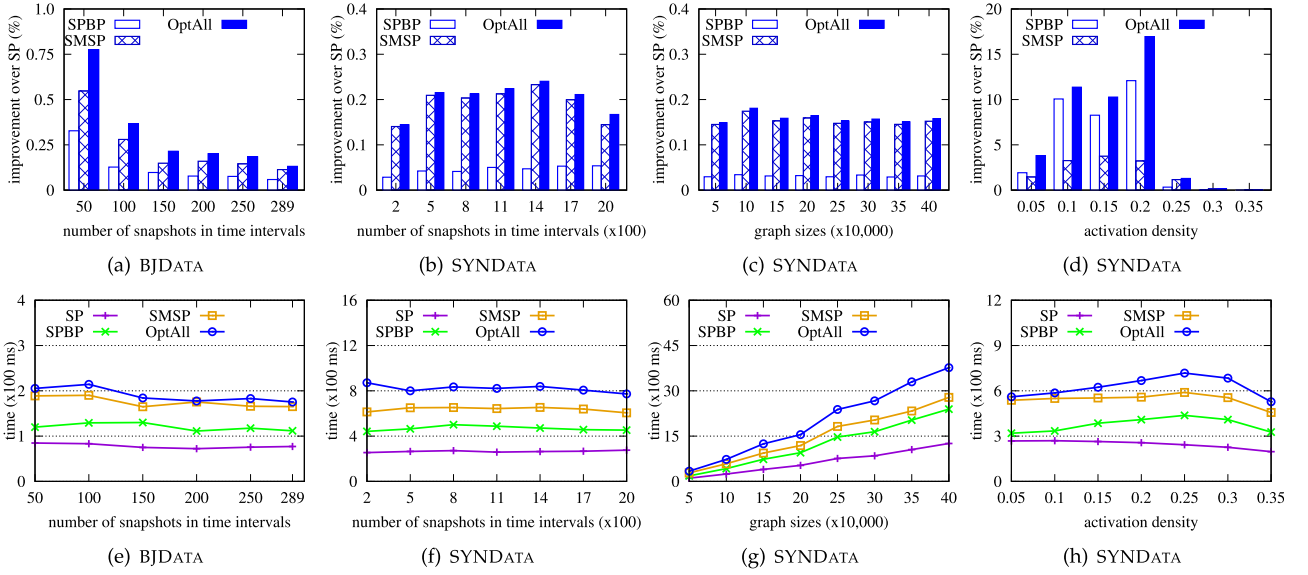 improvement over SP (%)
1.0
0.75
0.5
0.25
0
SPBP
SMSP
OptAll
50 100 150 200 250 289
number of snapshots in time intervals
(a) BJDATA
improvement over SP (%)
0.4
0.3
0.2
0.1
0
SPBP
SMSP
OptAll
2 5 8 11 14 17 20
number of snapshots in time intervals (x100)
(b) SYNDATA
improvement over SP (%)
0.4
0.3
0.2
0.1
0
SPBP
SMSP
OptAll
5 10 15 20 25 30 35 40
graph sizes (x10,000)
(c) SYNDATA
improvement over SP (%)
20
15
10
5
0
SPBP
SMSP
OptAll
0.05 0.1 0.15 0.2 0.25 0.3 0.35
activation density
(d) SYNDATA
time (x100 ms)
4
3
2
1
0
SP
SPBP
SMSP
OptAll
50 100 150 200 250 289
number of snapshots in time intervals
(e) BJDATA
time (x100 ms)
16
12
8
4
0
SP
SPBP
SMSP
OptAll
2 5 8 11 14 17 20
number of snapshots in time intervals (x100)
(f) SYNDATA
time (x100 ms)
60
45
30
15
0
SP
SPBP
SMSP
OptAll
5 10 15 20 25 30 35 40
graph sizes (x10,000)
(g) SYNDATA
time (x100 ms)
12
9
6
3
0
SP
SPBP
SMSP
OptAll
0.05 0.1 0.15 0.2 0.25 0.3 0.35
activation density
(h) SYNDATA